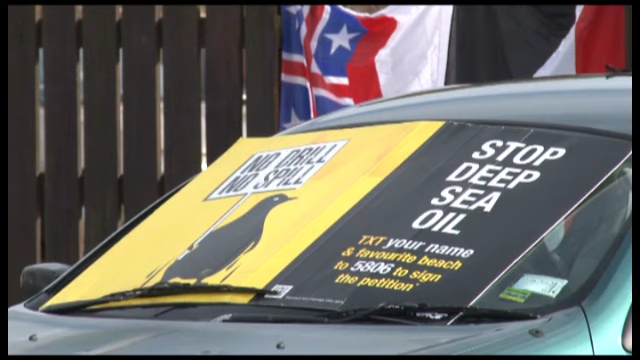 NO DRILL
NO SPILL
STOP
DEEP
SEA
OIL
TXT your name
& favourite beach
to 5806 to sign
the petition*